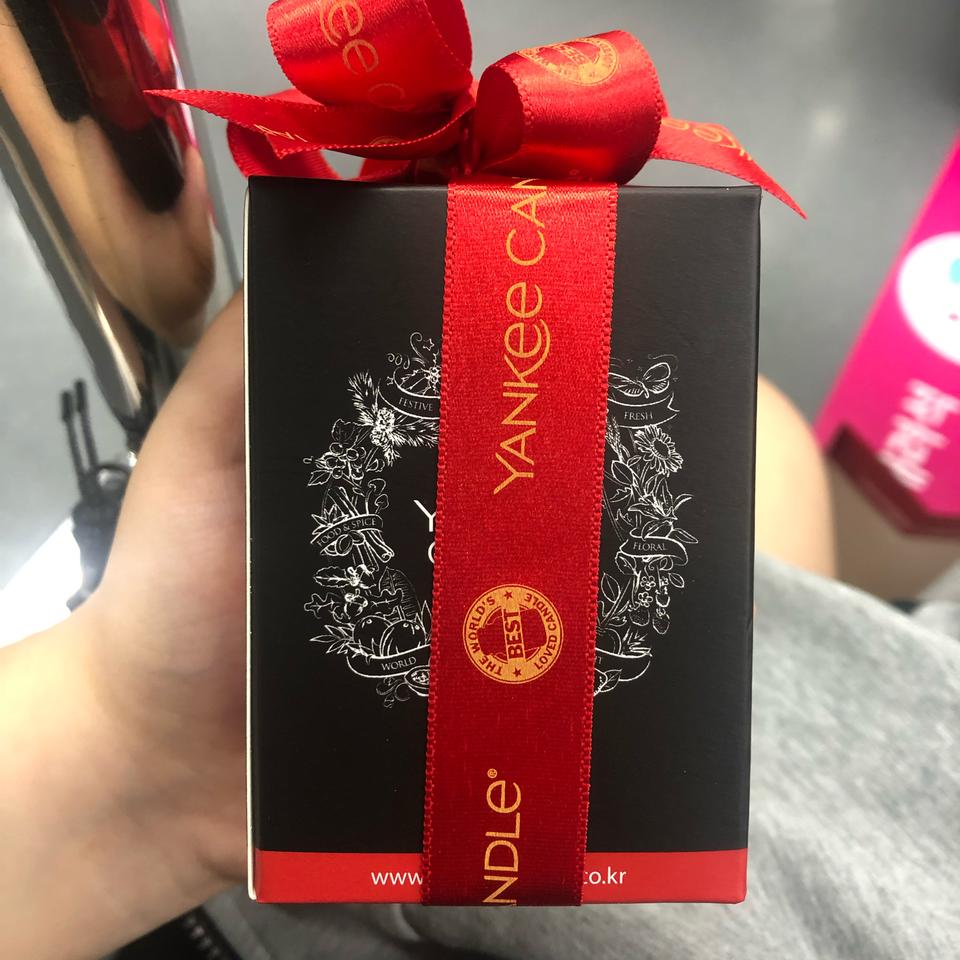 YANKEE CAN
FESTIVE
FRESH
FOOD & SPICE
FLORAL
WORLD
THE WORLD'S
BEST
LOVED CANDLE
NDLE®
www
co.kr